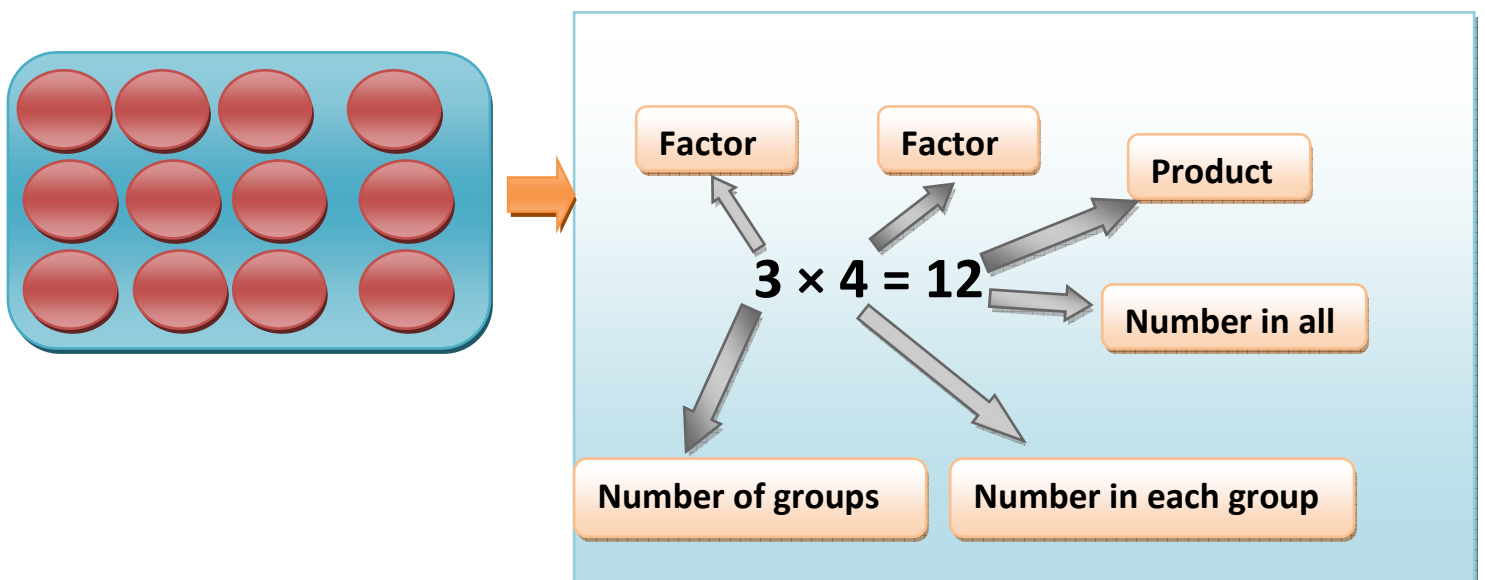 Factor
Factor
Product
3 × 4 = 12
Number in all
Number of groups
Number in each group